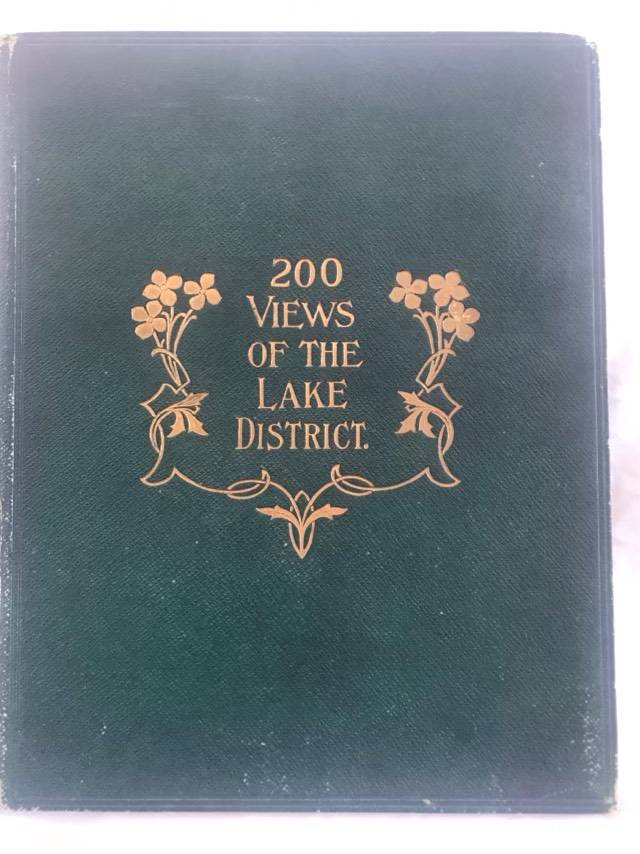 200
VIEWS
OF THE
LAKE
DISTRICT.